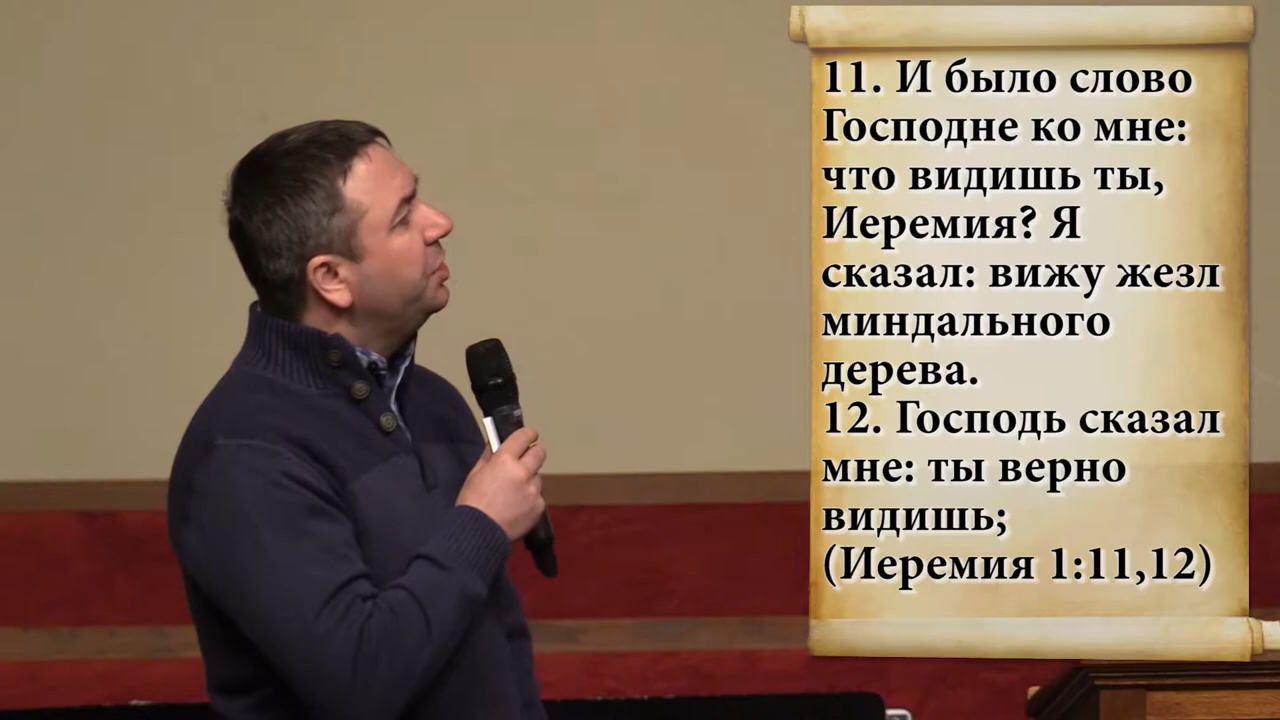 11. И было слово
Господне ко мне:
что видишь ты,
Иеремия? Я
сказал: вижу жезл
миндального
дерева.
12. Господь сказал
мне: ты верно
видишь;
(Иеремия 1:11,12)